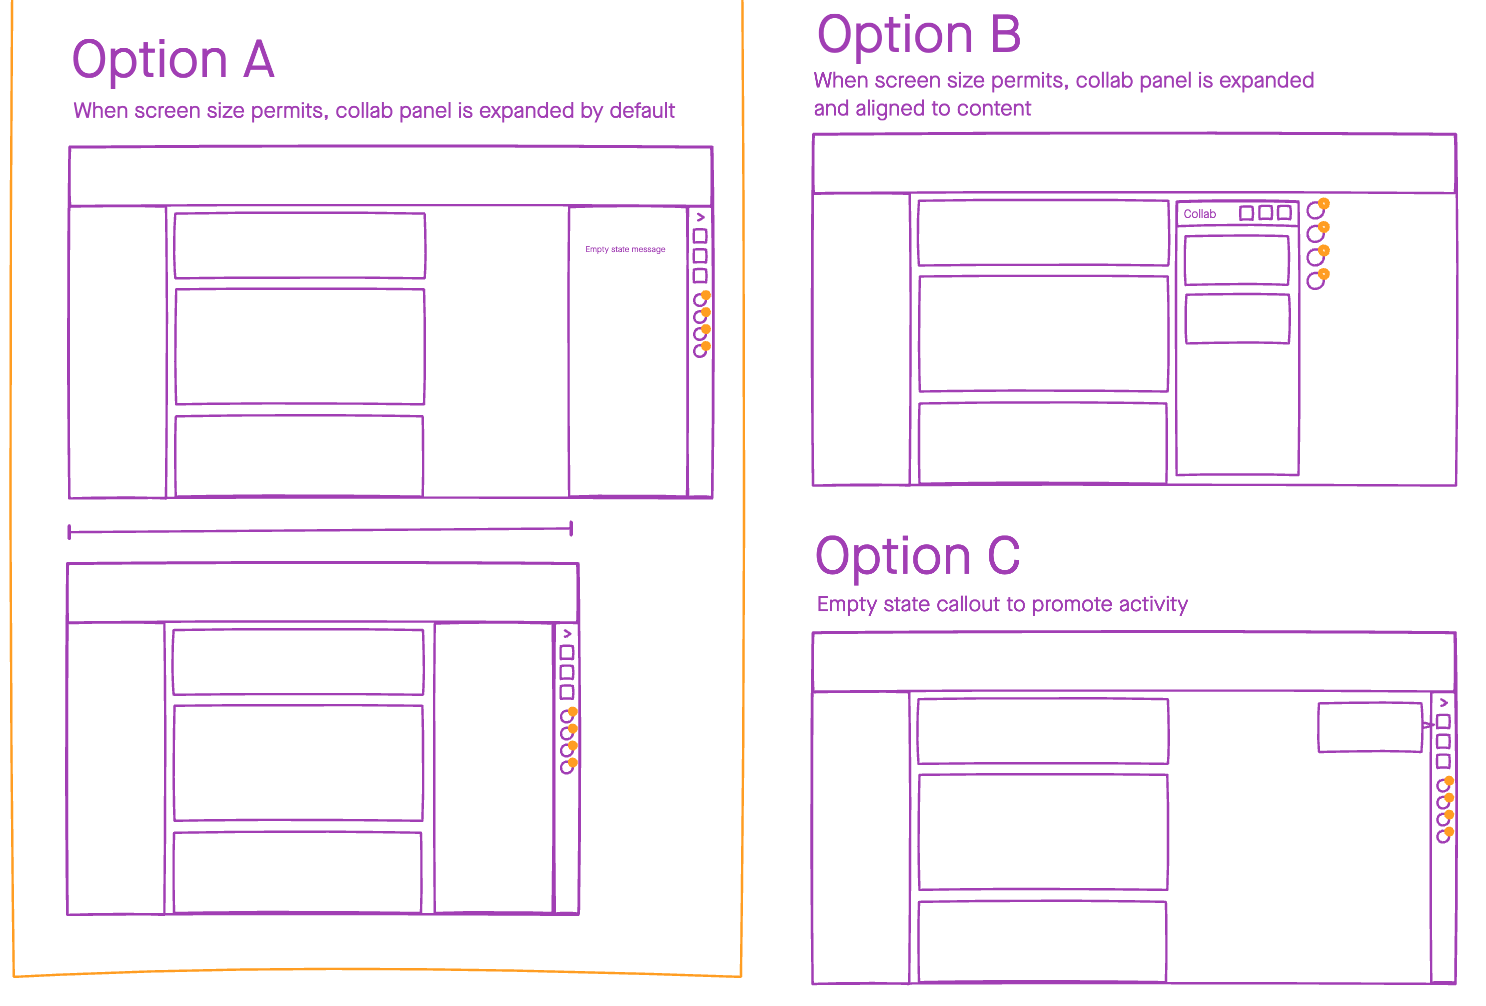 Option A
When screen size permits, collab panel is expanded by default
Empty state message
>
>
Option B
When screen size permits, collab panel is expanded
and aligned to content
Collab
Option C
Empty state callout to promote activity
>